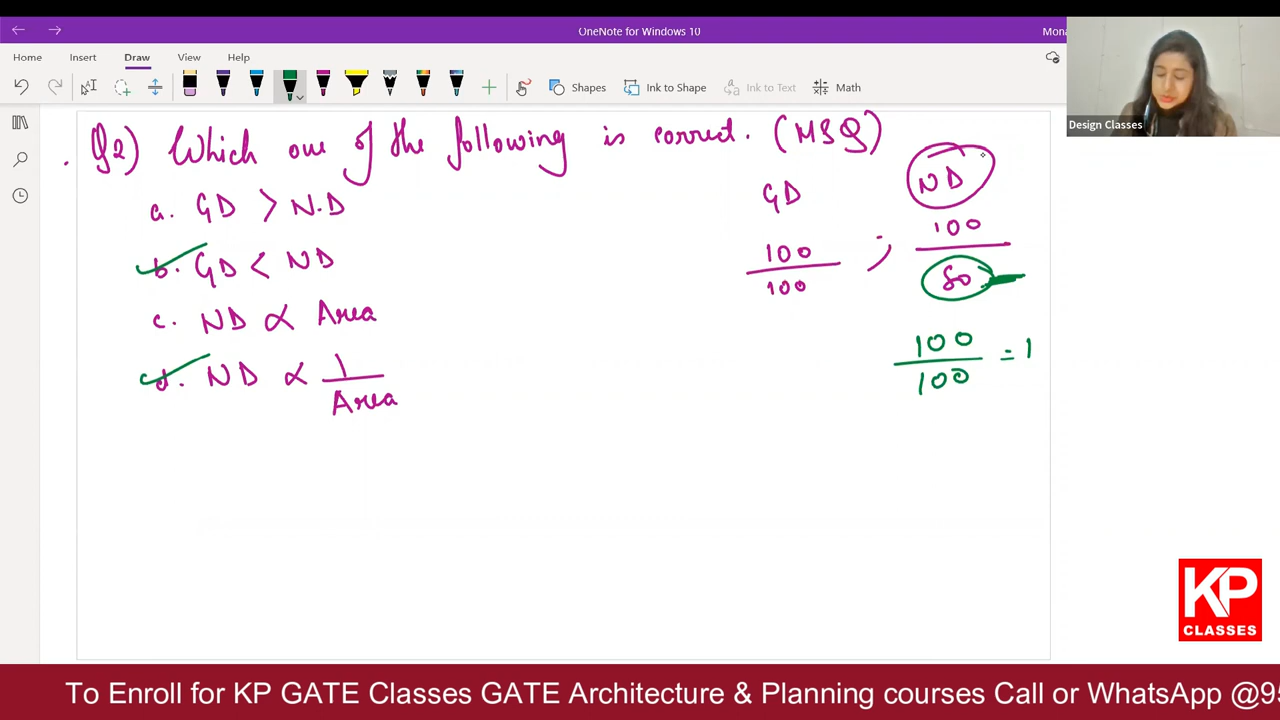 OneNote for Windows 10
Mona
Home Insert Draw View Help
Shapes Ink to Shape Ink to Text Math
Design Classes
. Q2) Which one of the following is correct. (MSQ)
a. GD > N.D
b. GD < ND
c. ND ∝ Area
d. ND ∝ 1/Area
GD ND
100/100 ; 100/80
100/100 = 1
KP
CLASSES
To Enroll for KP GATE Classes GATE Architecture & Planning courses Call or WhatsApp @95